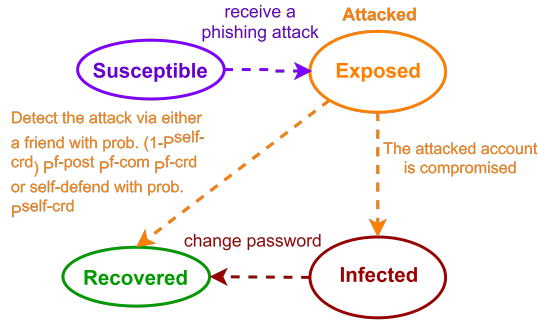 receive a
phishing attack
Attacked
Susceptible
Exposed
Detect the attack via either
a friend with prob. (1-Pself-
crd) Pf-post Pf-com Pf-crd
or self-defend with prob.
Pself-crd
The attacked account
is compromised
change password
Recovered
Infected